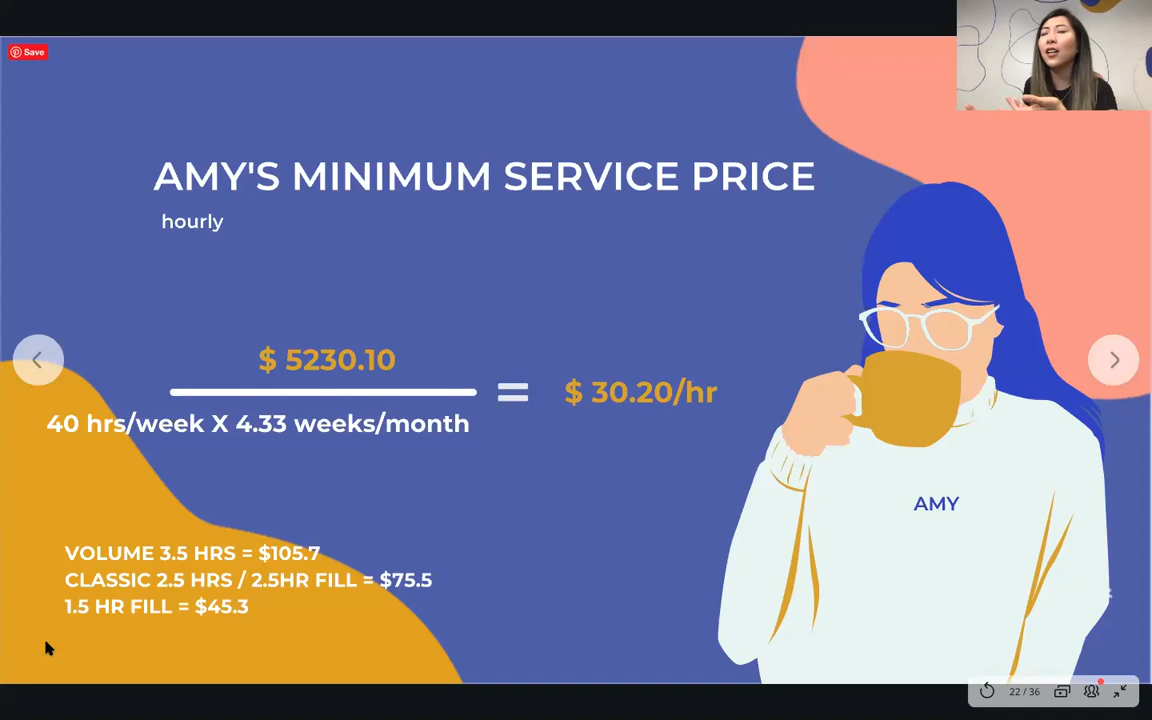 Save
AMY'S MINIMUM SERVICE PRICE
hourly
$ 5230.10
40 hrs/week X 4.33 weeks/month
= $ 30.20/hr
AMY
VOLUME 3.5 HRS = $105.7
CLASSIC 2.5 HRS / 2.5HR FILL = $75.5
1.5 HR FILL = $45.3
22 / 36